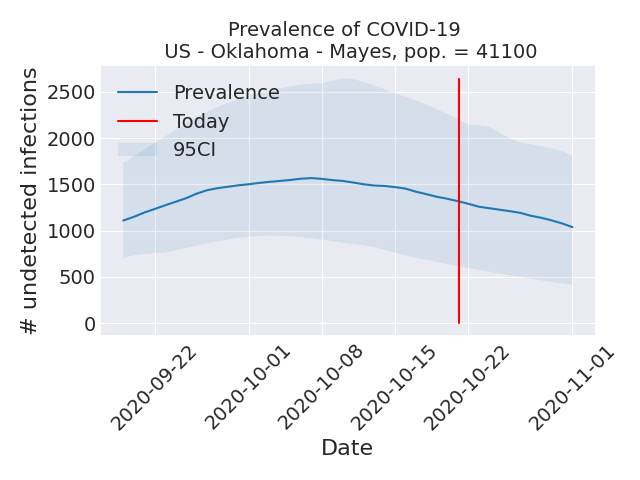 Prevalence of COVID-19
US - Oklahoma - Mayes, pop. = 41100
# undetected infections
2500
2000
1500
1000
500
0
Prevalence
Today
95CI
2020-09-22
2020-10-01
2020-10-08
2020-10-15
2020-10-22
2020-11-01
Date